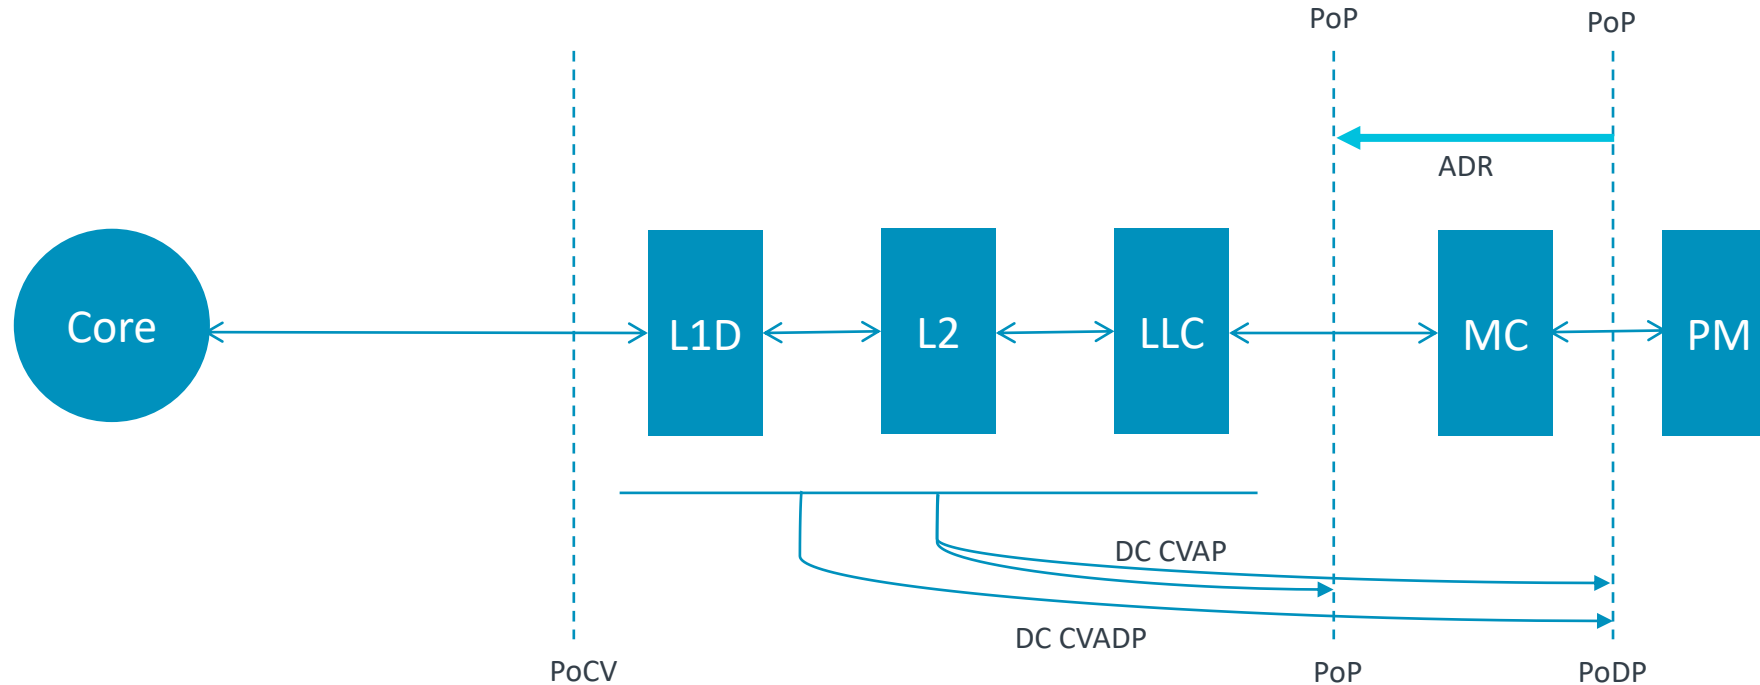 PoP
PoP
ADR
Core
L1D
L2
LLC
MC
PM
DC CVAP
DC CVADP
PoCV
PoP
PoDP